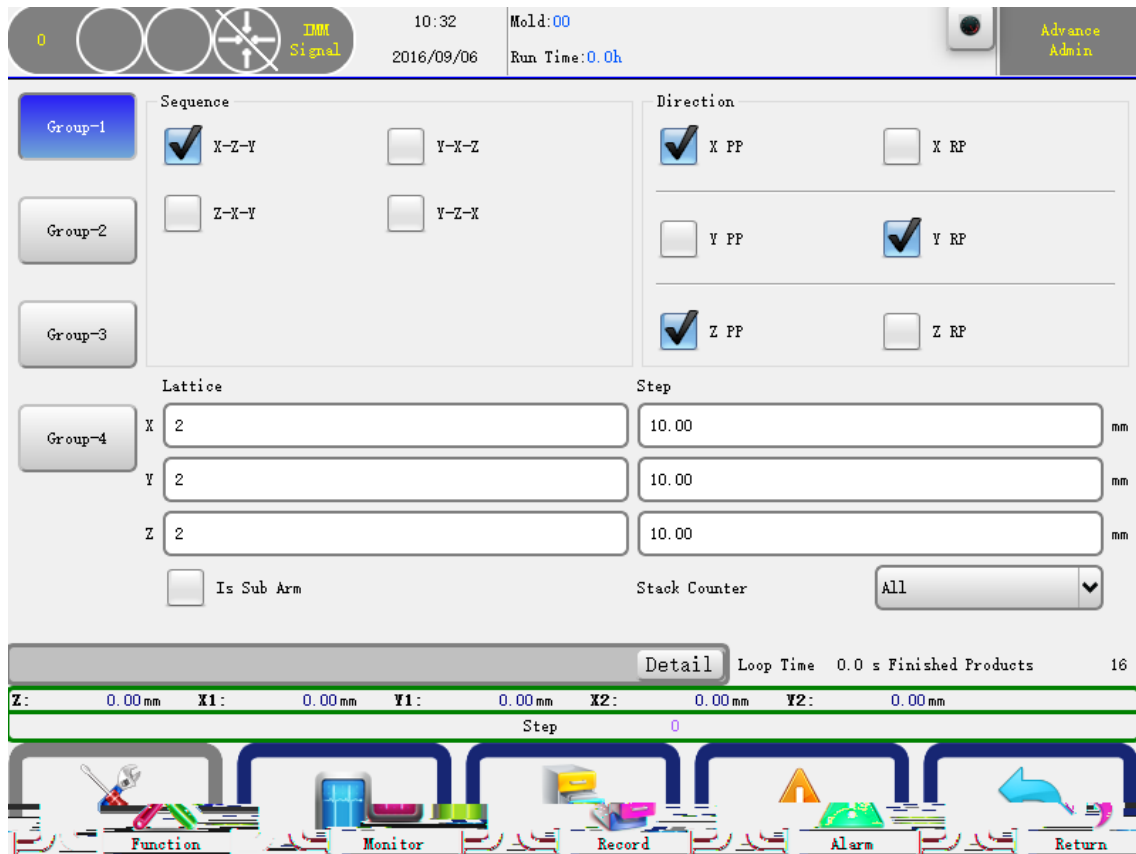 0
IMM
Signal
10:32
2016/09/06
Mold:00
Run Time:0.0h
Advance
Admin
Group-1
Group-2
Group-3
Group-4
Sequence
X-Z-Y
Y-X-Z
Z-X-Y
Y-Z-X
Direction
X PP
X RP
Y PP
Y RP
Z PP
Z RP
Lattice
Step
X 2 10.00 mm
Y 2 10.00 mm
Z 2 10.00 mm
Is Sub Arm
Stack Counter All
Detail Loop Time 0.0 s Finished Products 16
Z: 0.00mm X1: 0.00mm Y1: 0.00mm X2: 0.00mm Y2: 0.00mm
Step 0
Function
Monitor
Record
Alarm
Return